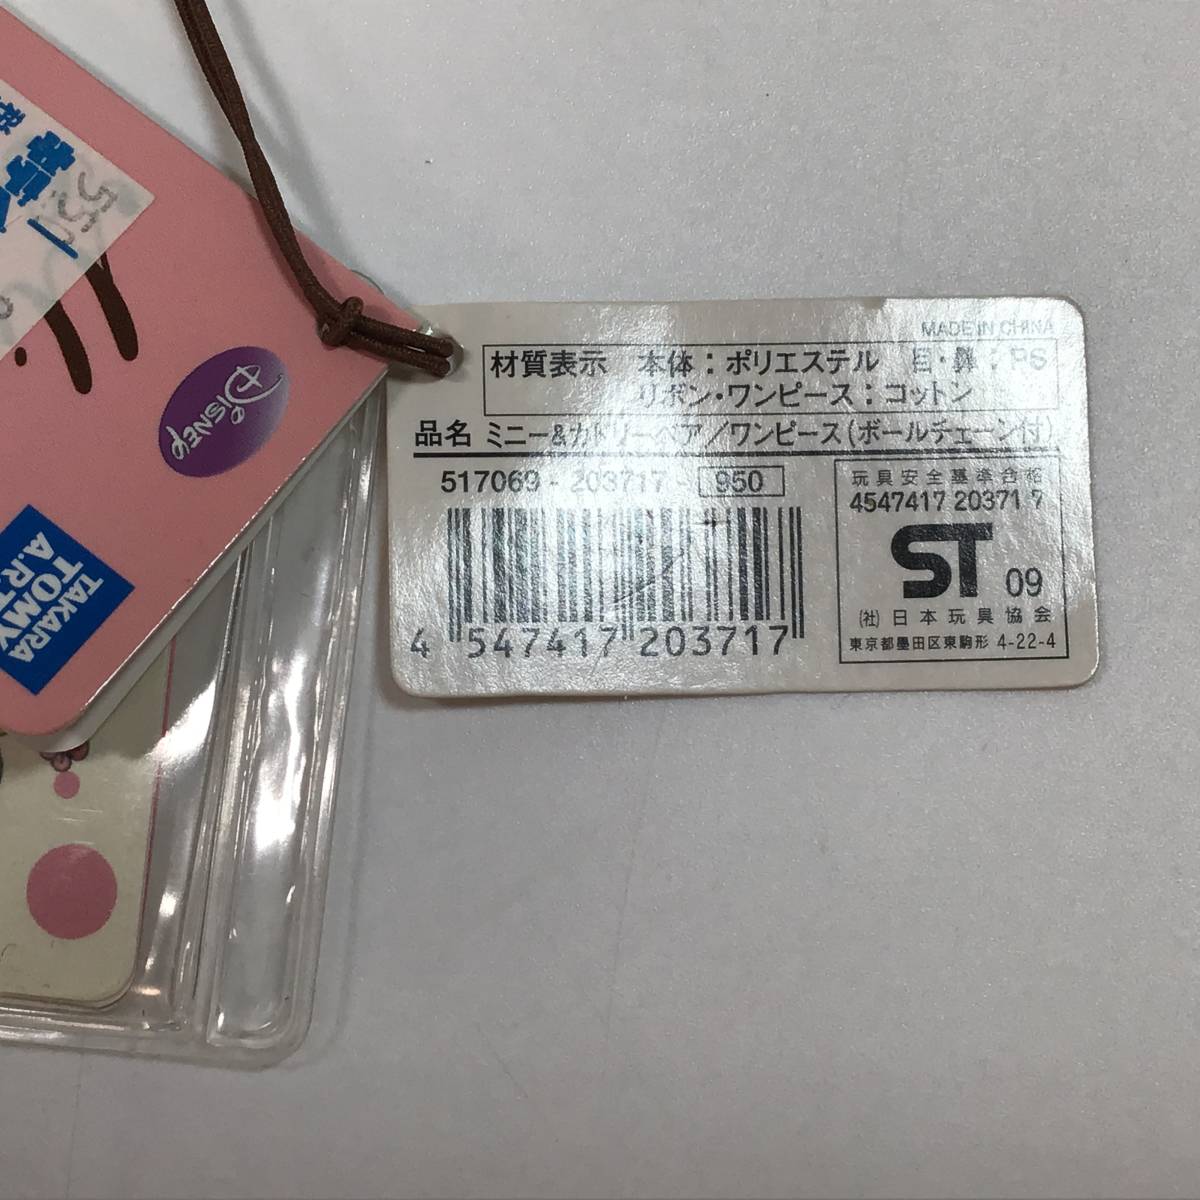 MADE IN CHINA
材質表示 本体：ポリエステル 目・鼻：PS
リボン・ワンピース：コットン
品名 ミニー&カドリーベア／ワンピース(ボールチェーン付)
517069-203717- 950
4 547417 203717
玩具安全基準合格
4547417 203717
ST 09
(社)日本玩具協会
東京都墨田区東駒形 4-22-4
Disney
TAKARA
TOMY
A.R.T
550